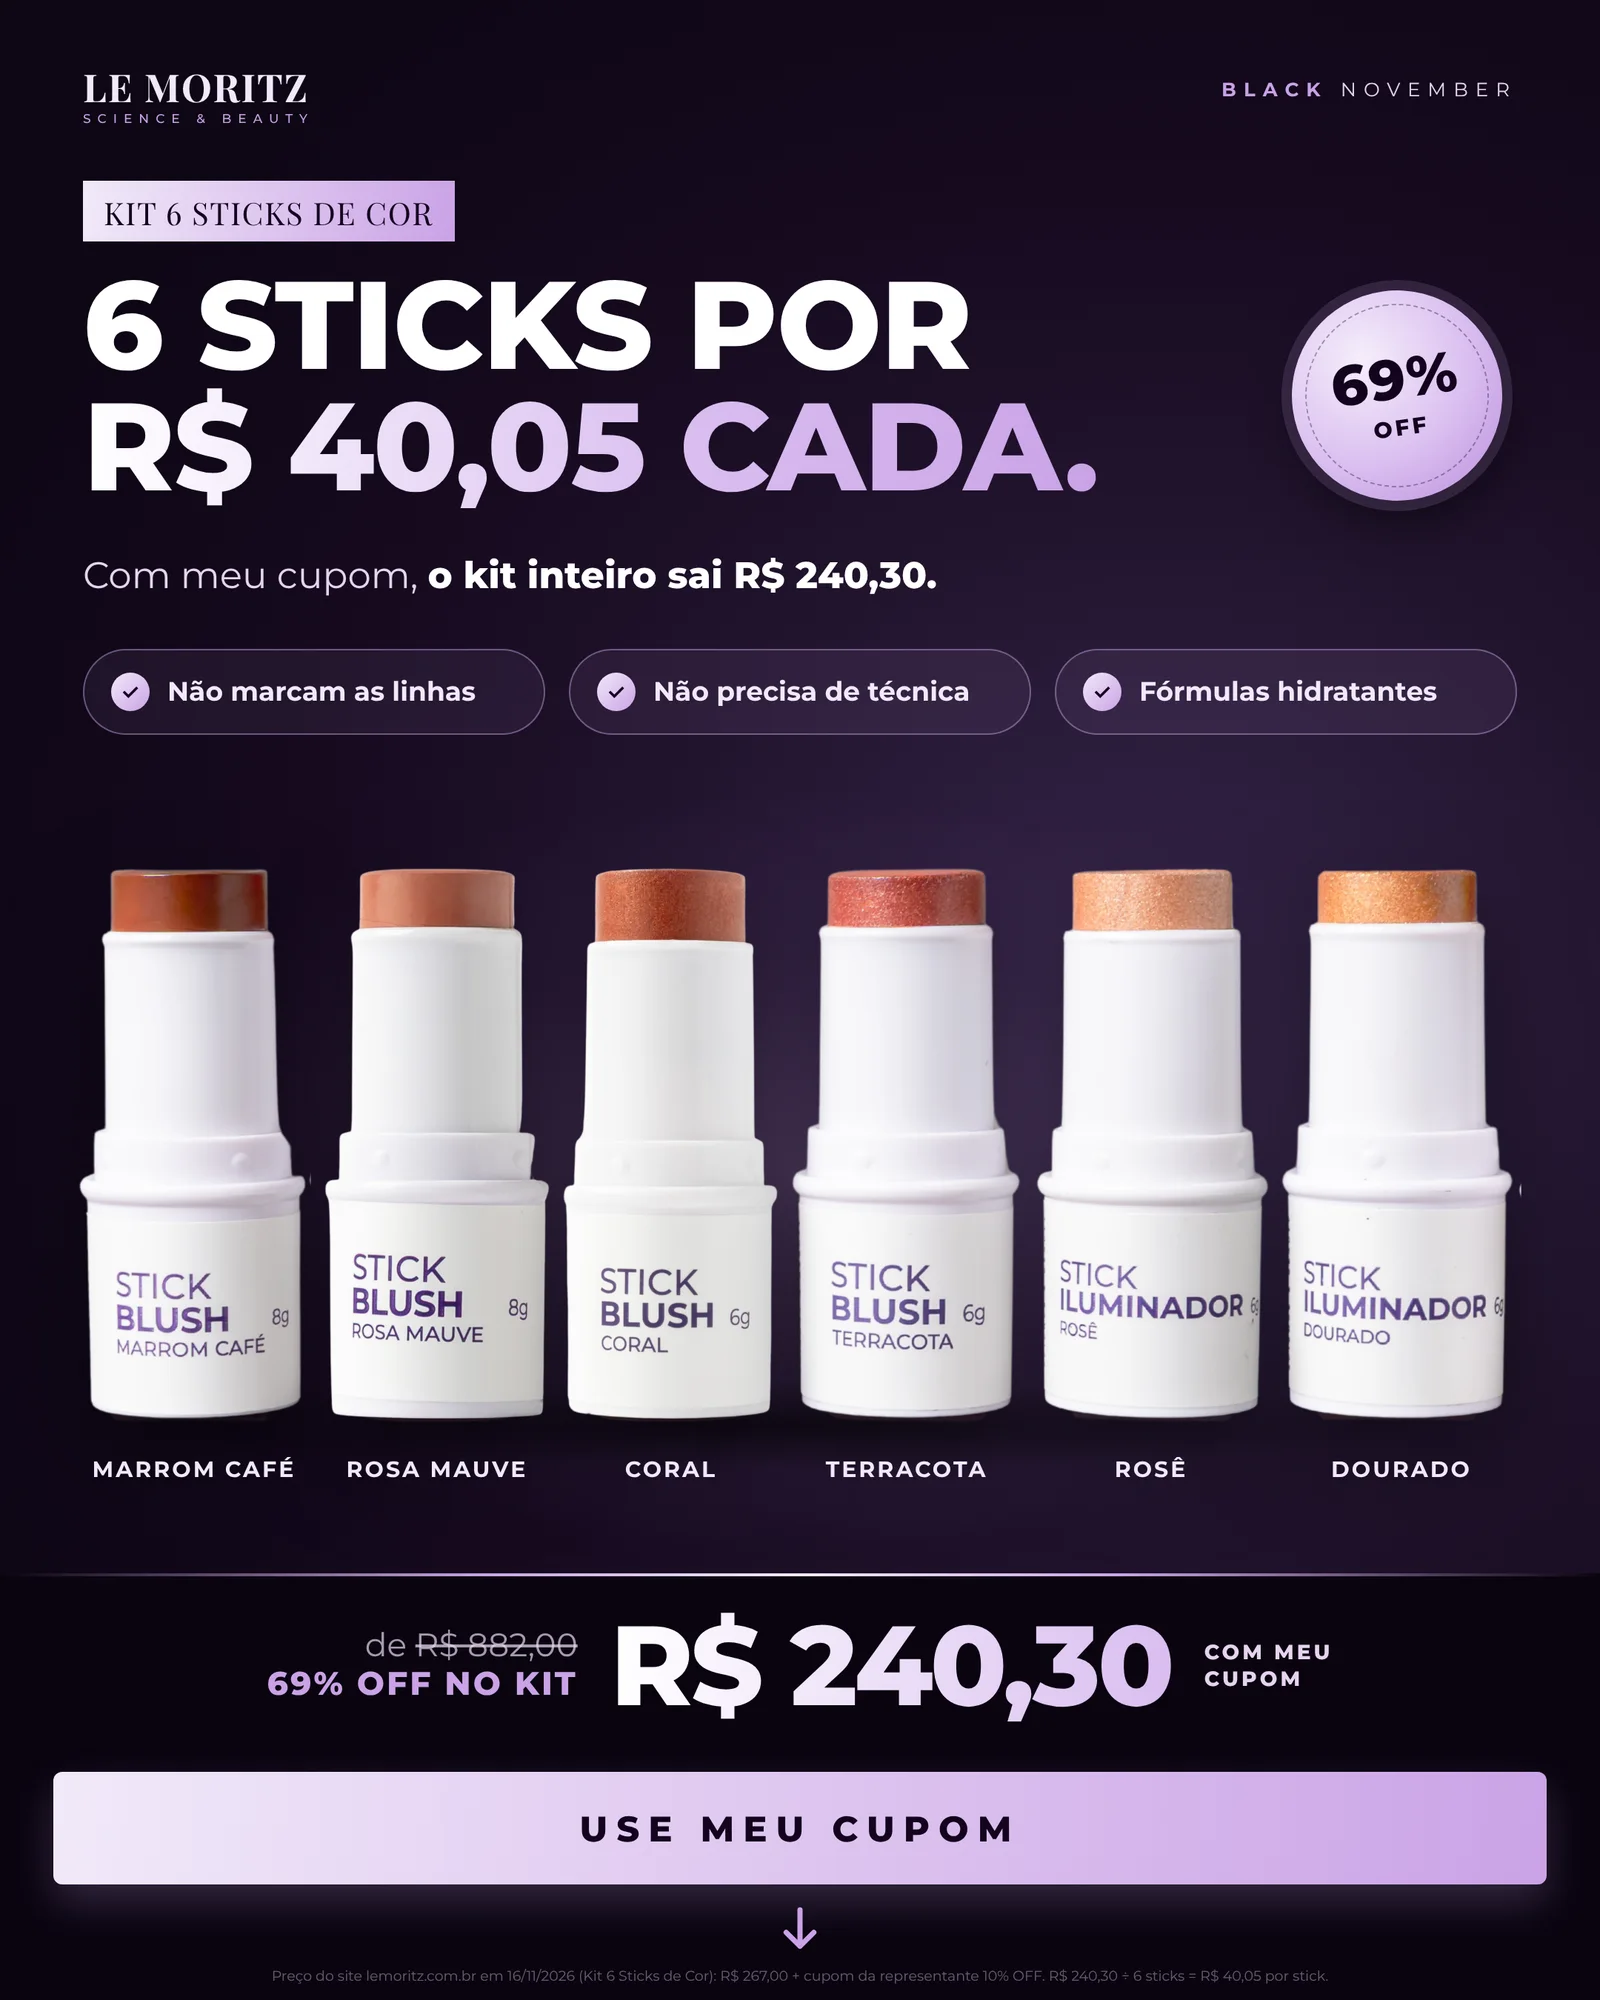 LE MORITZ
SCIENCE & BEAUTY
BLACK NOVEMBER
KIT 6 STICKS DE COR
6 STICKS POR
R$ 40,05 CADA.
69%
OFF
Com meu cupom, o kit inteiro sai R$ 240,30.
Não marcam as linhas
Não precisa de técnica
Fórmulas hidratantes
STICK
BLUSH 8g
MARROM CAFÉ
STICK
BLUSH 8g
ROSA MAUVE
STICK
BLUSH 6g
CORAL
STICK
BLUSH 6g
TERRACOTA
STICK
ILUMINADOR 6g
ROSÊ
STICK
ILUMINADOR 6g
DOURADO
MARROM CAFÉ
ROSA MAUVE
CORAL
TERRACOTA
ROSÊ
DOURADO
de R$ 882,00
69% OFF NO KIT
R$ 240,30
COM MEU
CUPOM
USE MEU CUPOM
Preço do site lemoritz.com.br em 16/11/2026 (Kit 6 Sticks de Cor): R$ 267,00 + cupom da representante 10% OFF. R$ 240,30 ÷ 6 sticks = R$ 40,05 por stick.